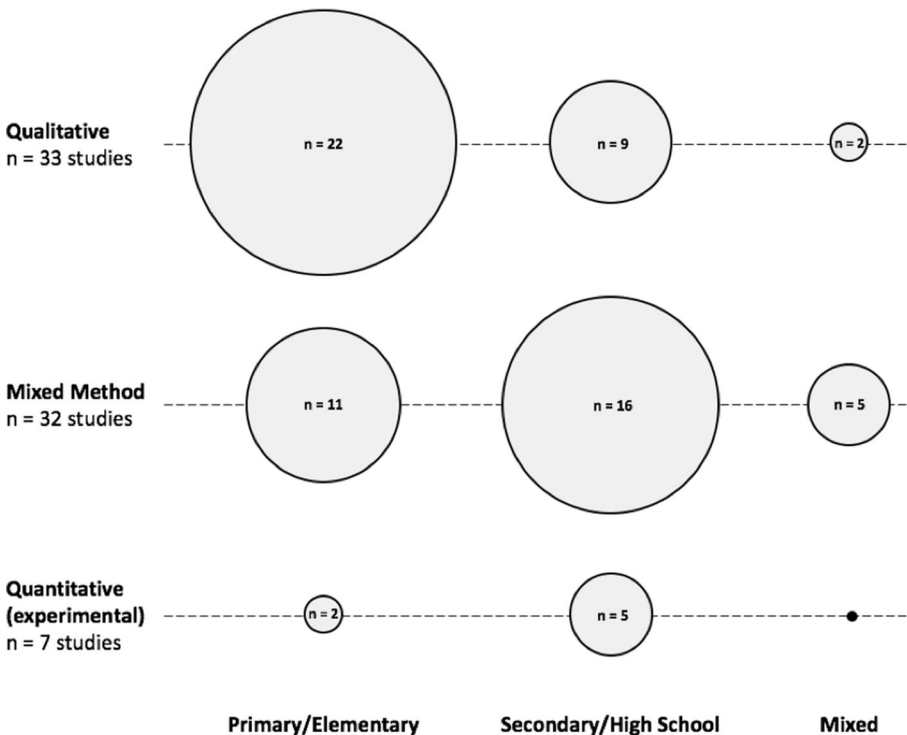 Qualitative
n = 33 studies
n = 22
n = 9
n = 2
Mixed Method
n = 32 studies
n = 11
n = 16
n = 5
Quantitative
(experimental)
n = 7 studies
n = 2
n = 5
Primary/Elementary
Secondary/High School
Mixed